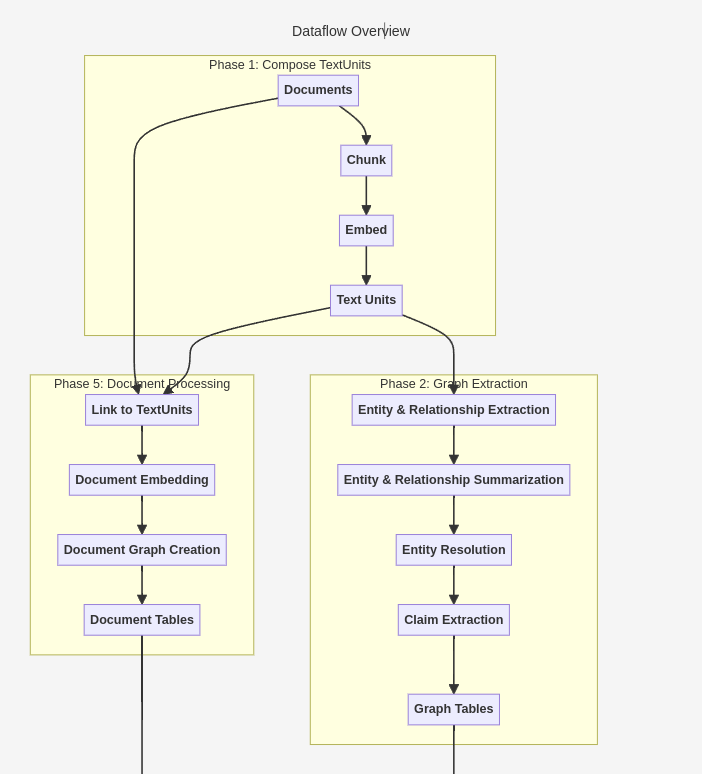 Dataflow Overview
Phase 1: Compose TextUnits
Documents
Chunk
Embed
Text Units
Phase 5: Document Processing
Link to TextUnits
Document Embedding
Document Graph Creation
Document Tables
Phase 2: Graph Extraction
Entity & Relationship Extraction
Entity & Relationship Summarization
Entity Resolution
Claim Extraction
Graph Tables